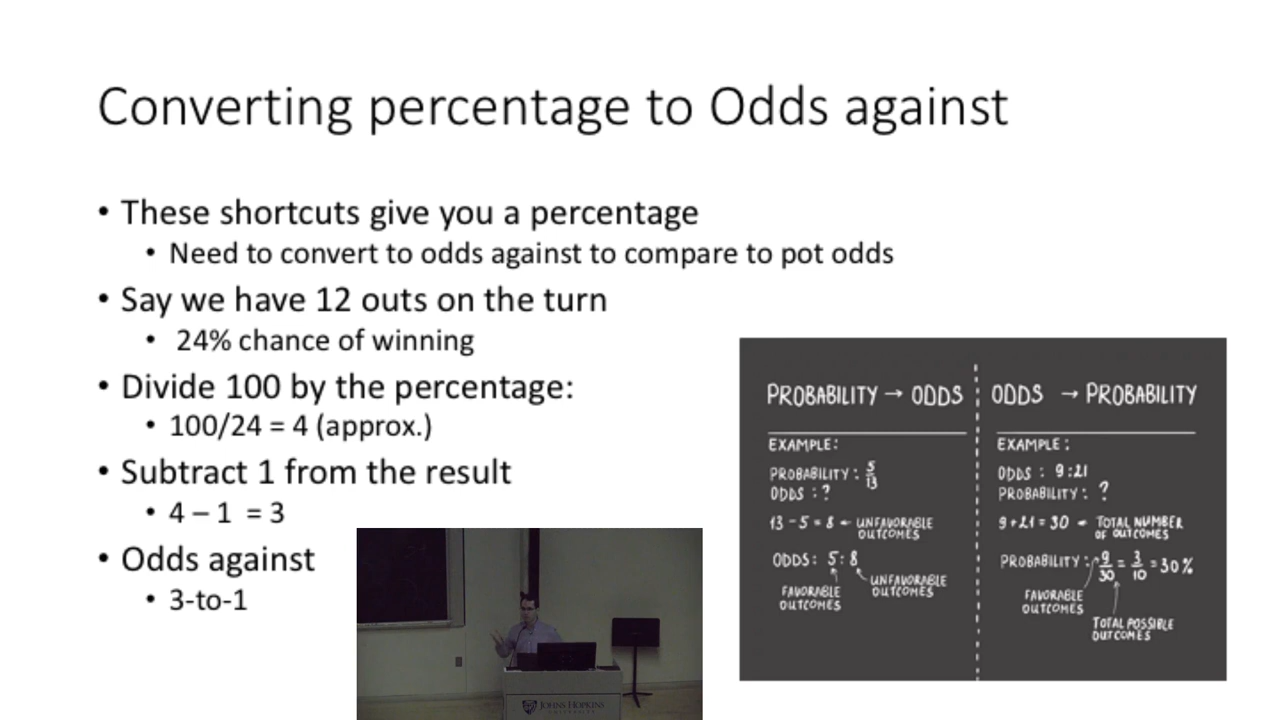 Converting percentage to Odds against
• These shortcuts give you a percentage
• Need to convert to odds against to compare to pot odds
• Say we have 12 outs on the turn
• 24% chance of winning
• Divide 100 by the percentage:
• 100/24 = 4 (approx.)
• Subtract 1 from the result
• 4 – 1 = 3
• Odds against
• 3-to-1
PROBABILITY → ODDS
EXAMPLE:
PROBABILITY: 5/13
ODDS : ?
13 - 5 = 8 ← UNFAVORABLE
OUTCOMES
ODDS: 5:8
FAVORABLE
OUTCOMES
UNFAVORABLE
OUTCOMES
ODDS → PROBABILITY
EXAMPLE:
ODDS : 9:21
PROBABILITY: ?
9+21=30 ← TOTAL NUMBER
OF OUTCOMES
PROBABILITY: 9/30 = 3/10 = 30%
FAVORABLE
OUTCOMES
TOTAL POSSIBLE
OUTCOMES
JOHNS HOPKINS
UNIVERSITY